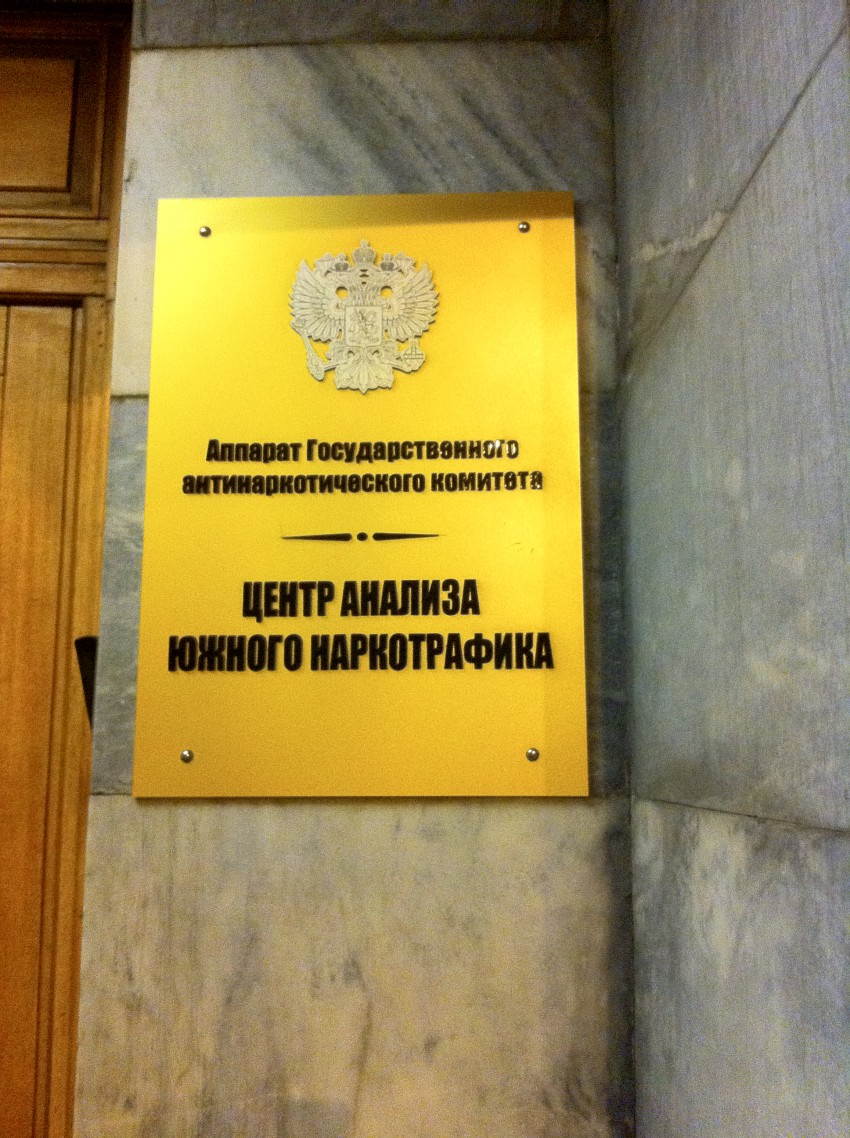 Аппарат Государственного
антинаркотического комитета
ЦЕНТР АНАЛИЗА
ЮЖНОГО НАРКОТРАФИКА